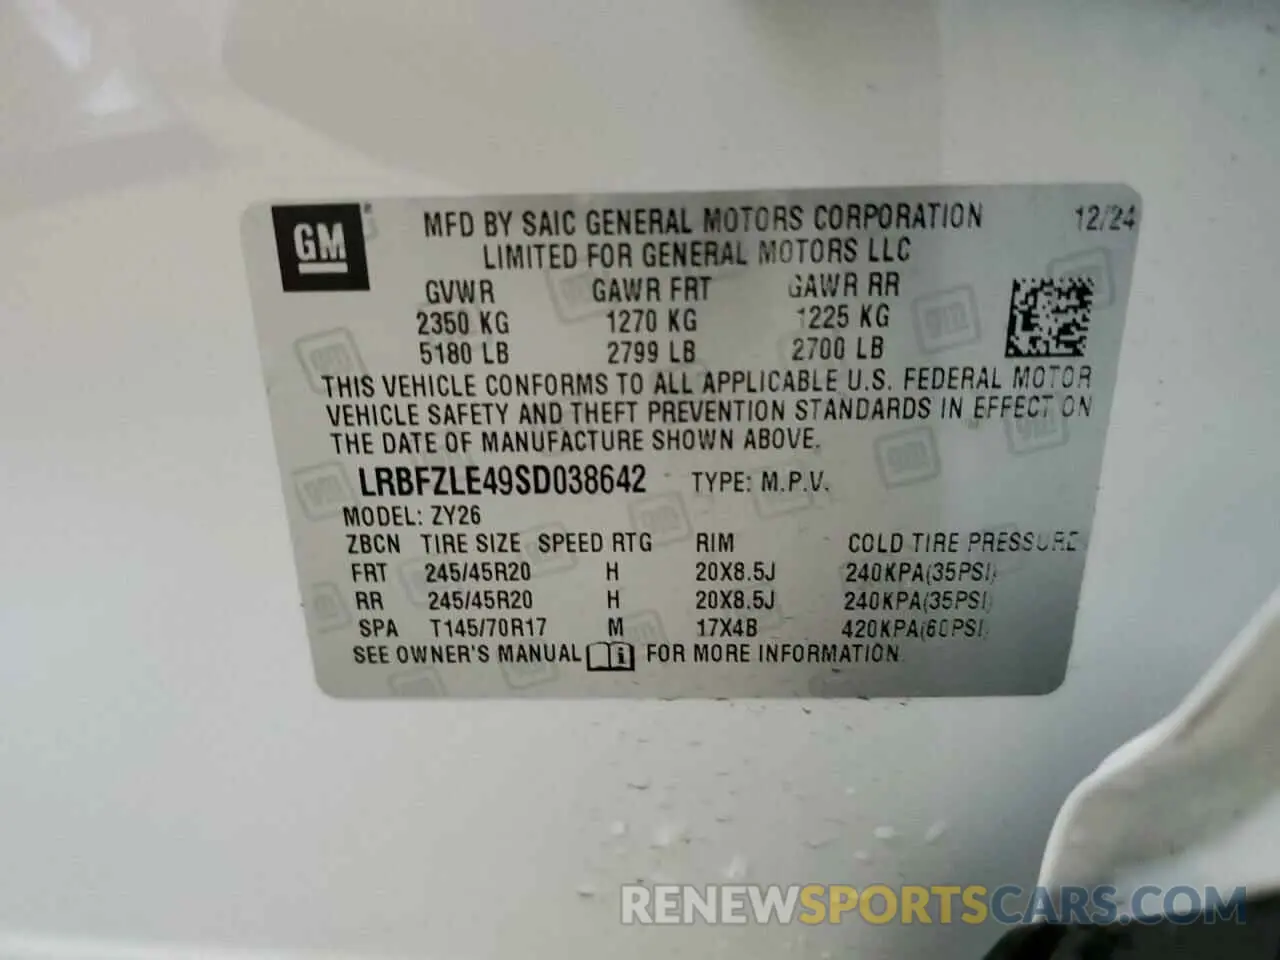 GM
MFD BY SAIC GENERAL MOTORS CORPORATION 12/24
LIMITED FOR GENERAL MOTORS LLC
GVWR GAWR FRT GAWR RR
2350 KG 1270 KG 1225 KG
5180 LB 2799 LB 2700 LB
THIS VEHICLE CONFORMS TO ALL APPLICABLE U.S. FEDERAL MOTOR
VEHICLE SAFETY AND THEFT PREVENTION STANDARDS IN EFFECT ON
THE DATE OF MANUFACTURE SHOWN ABOVE.
LRBFZLE49SD038642 TYPE: M.P.V.
MODEL: ZY26
ZBCN TIRE SIZE SPEED RTG RIM COLD TIRE PRESSURE
FRT 245/45R20 H 20X8.5J 240KPA(35PSI)
RR 245/45R20 H 20X8.5J 240KPA(35PSI)
SPA T145/70R17 M 17X4B 420KPA(60PSI)
SEE OWNER'S MANUAL i FOR MORE INFORMATION
RENEWSPORTSCARS.COM